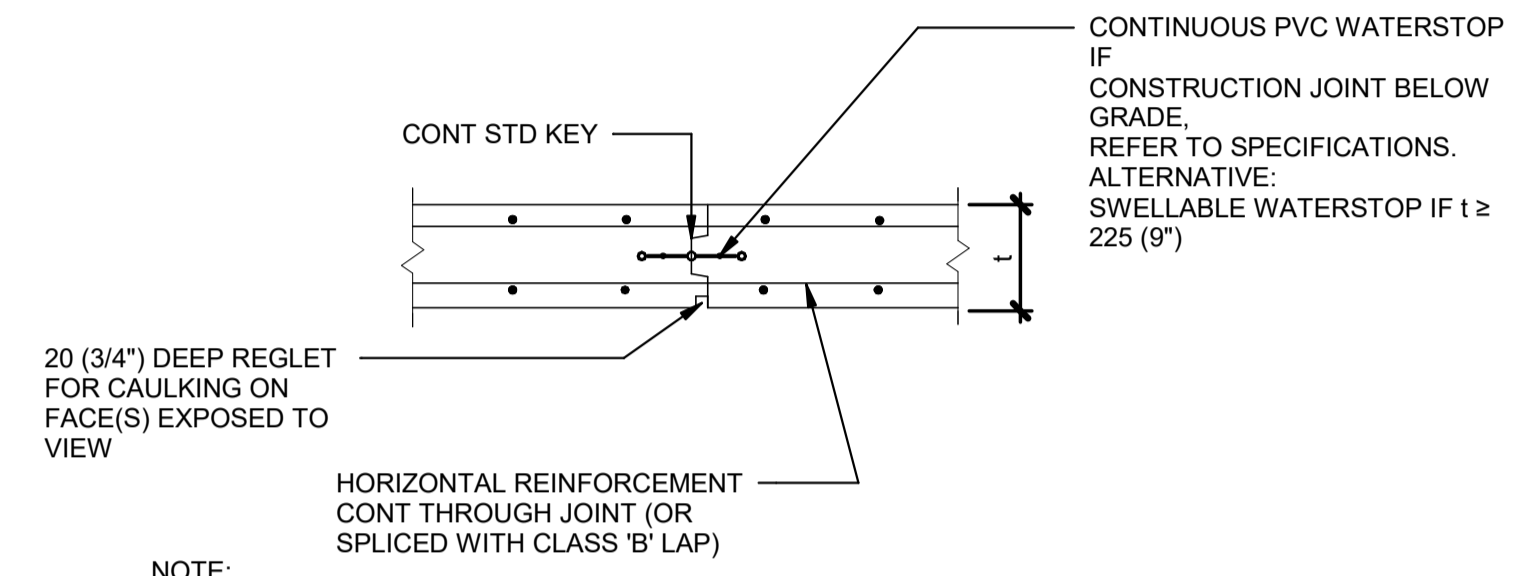 CONTINUOUS PVC WATERSTOP
IF
CONSTRUCTION JOINT BELOW
GRADE,
REFER TO SPECIFICATIONS.
ALTERNATIVE:
SWELLABLE WATERSTOP IF t ≥
225 (9")
CONT STD KEY
t
20 (3/4") DEEP REGLET
FOR CAULKING ON
FACE(S) EXPOSED TO
VIEW
HORIZONTAL REINFORCEMENT
CONT THROUGH JOINT (OR
SPLICED WITH CLASS 'B' LAP)
NOTE: